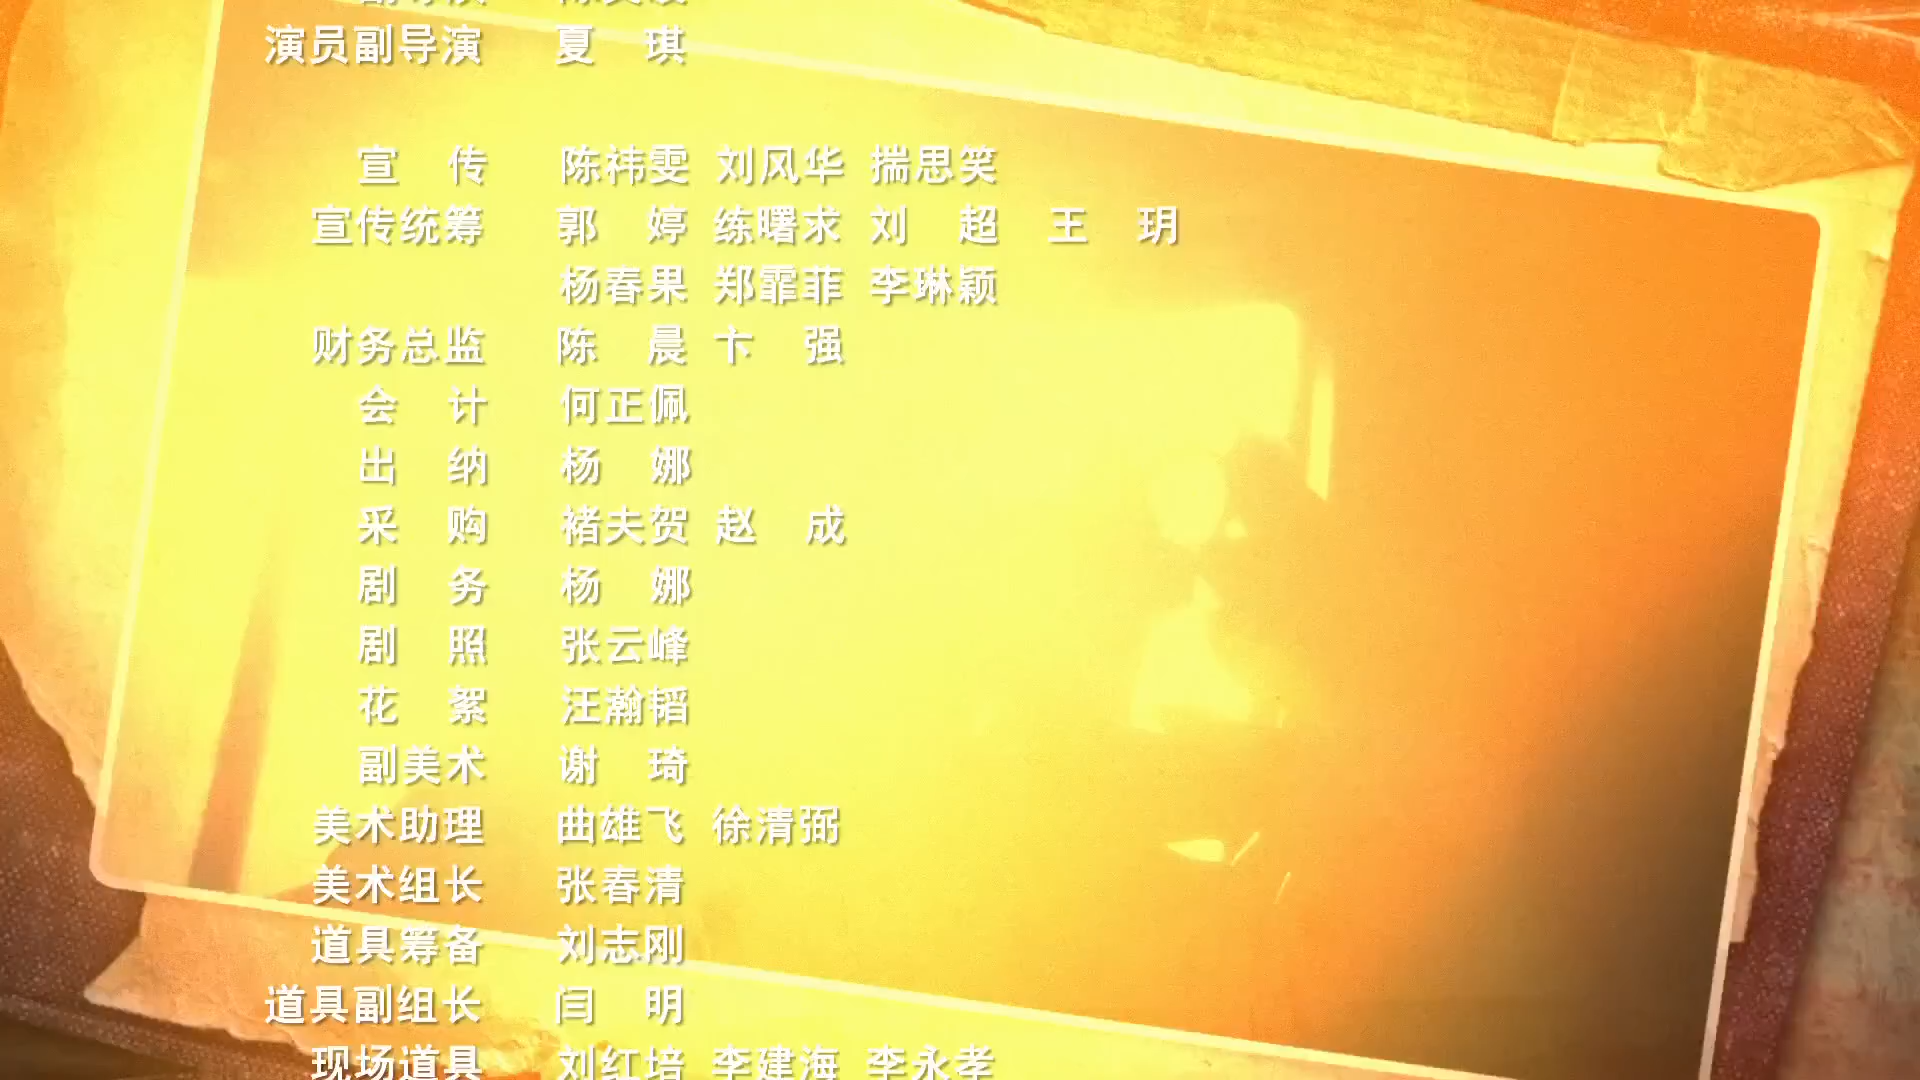 演员副导演 夏 琪
宣 传 陈祎雯 刘风华 揣思笑
宣传统筹 郭 婷 练曙求 刘 超 王 玥
杨春果 郑霏菲 李琳颖
财务总监 陈 晨 卞 强
会 计 何正佩
出 纳 杨 娜
采 购 褚夫贺 赵 成
剧 务 杨 娜
剧 照 张云峰
花 絮 汪瀚韬
副美术 谢 琦
美术助理 曲雄飞 徐清弼
美术组长 张春清
道具筹备 刘志刚
道具副组长 闫 明
现场道具 刘红培 李建海 李永孝